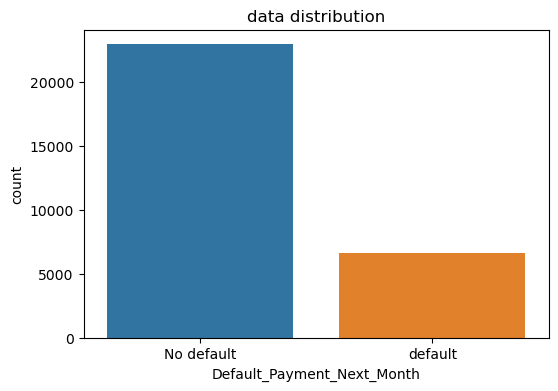 data distribution
count
20000
15000
10000
5000
0
No default
default
Default_Payment_Next_Month